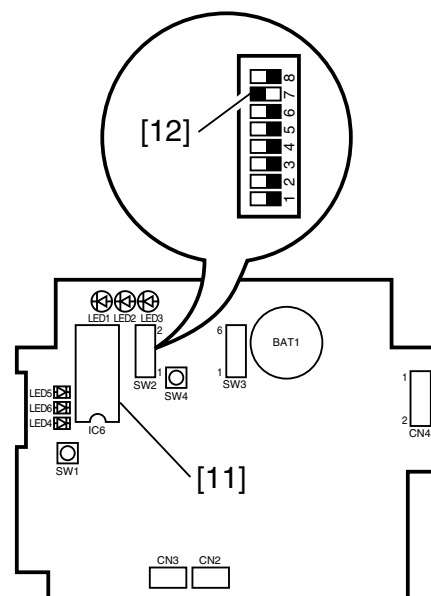 8
7
6
5
4
3
2
1
[12]
LED1 LED2 LED3
2
1
SW2
SW4
6
1
SW3
BAT1
LED5
LED6
LED4
IC6
SW1
[11]
1
2
CN4
CN3 CN2